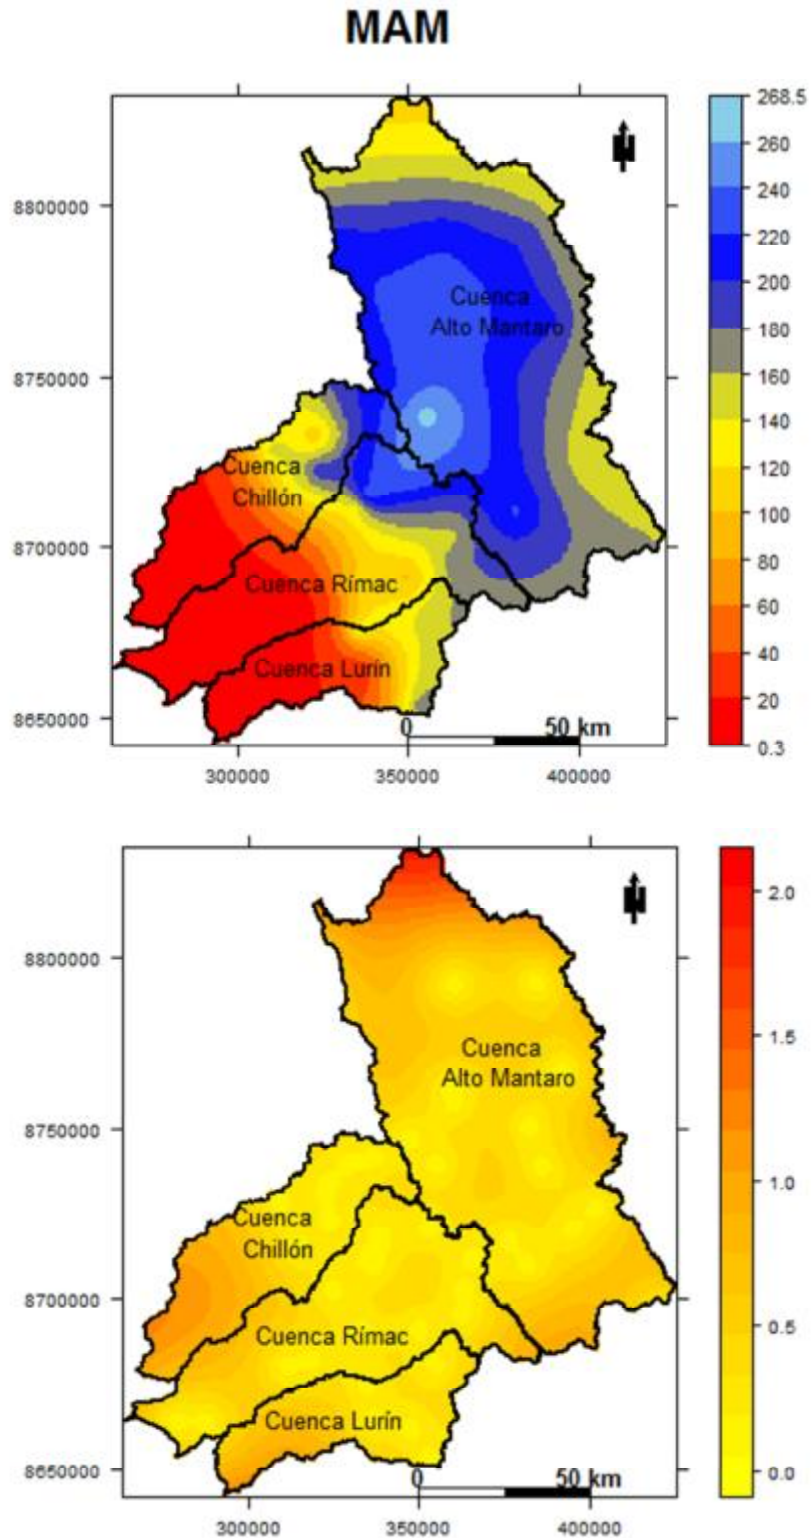 MAM
268.5
260
240
220
200
180
160
140
120
100
80
60
40
20
0.3
8800000
8750000
8700000
8650000
Cuenca
Alto Mantaro
Cuenca
Chillón
Cuenca Rímac
Cuenca Lurín
0 50 km
300000 350000 400000
2.0
1.5
1.0
0.5
0.0
8800000
8750000
8700000
8650000
Cuenca
Alto Mantaro
Cuenca
Chillón
Cuenca Rímac
Cuenca Lurín
0 50 km
300000 350000 400000